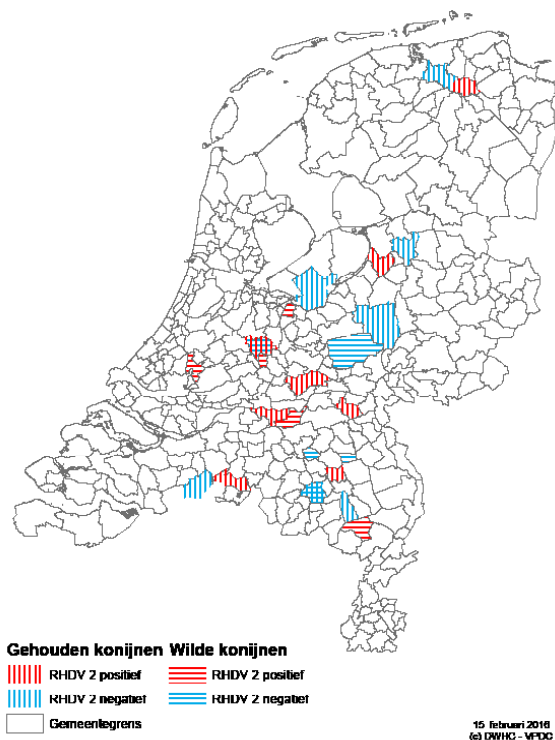 Gehouden konijnen Wilde konijnen
RHDV 2 positief RHDV 2 positief
RHDV 2 negatief RHDV 2 negatief
Gemeentegrens
15 februari 2016
(c) DWHC - VPDC